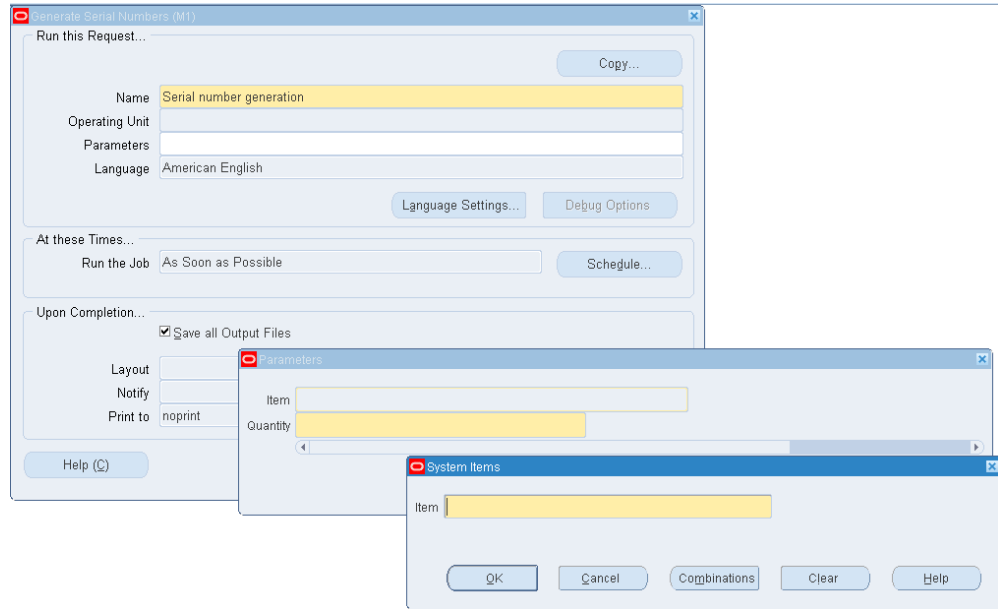 Generate Serial Numbers (M1)
Run this Request...
Copy...
Name Serial number generation
Operating Unit
Parameters
Language American English
Language Settings... Debug Options
At these Times...
Run the Job As Soon as Possible Schedule...
Upon Completion...
Save all Output Files
Layout
Notify
Print to noprint
Help (C)
Parameters
Item
Quantity
System Items
Item
OK Cancel Combinations Clear Help